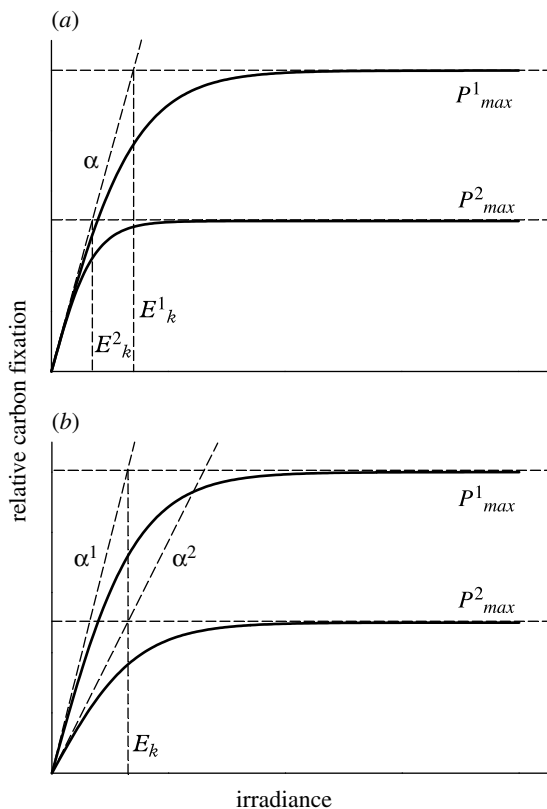 (a)
P¹max
α
P²max
E¹k
E²k
relative carbon fixation
(b)
P¹max
α¹ α²
P²max
Ek
irradiance